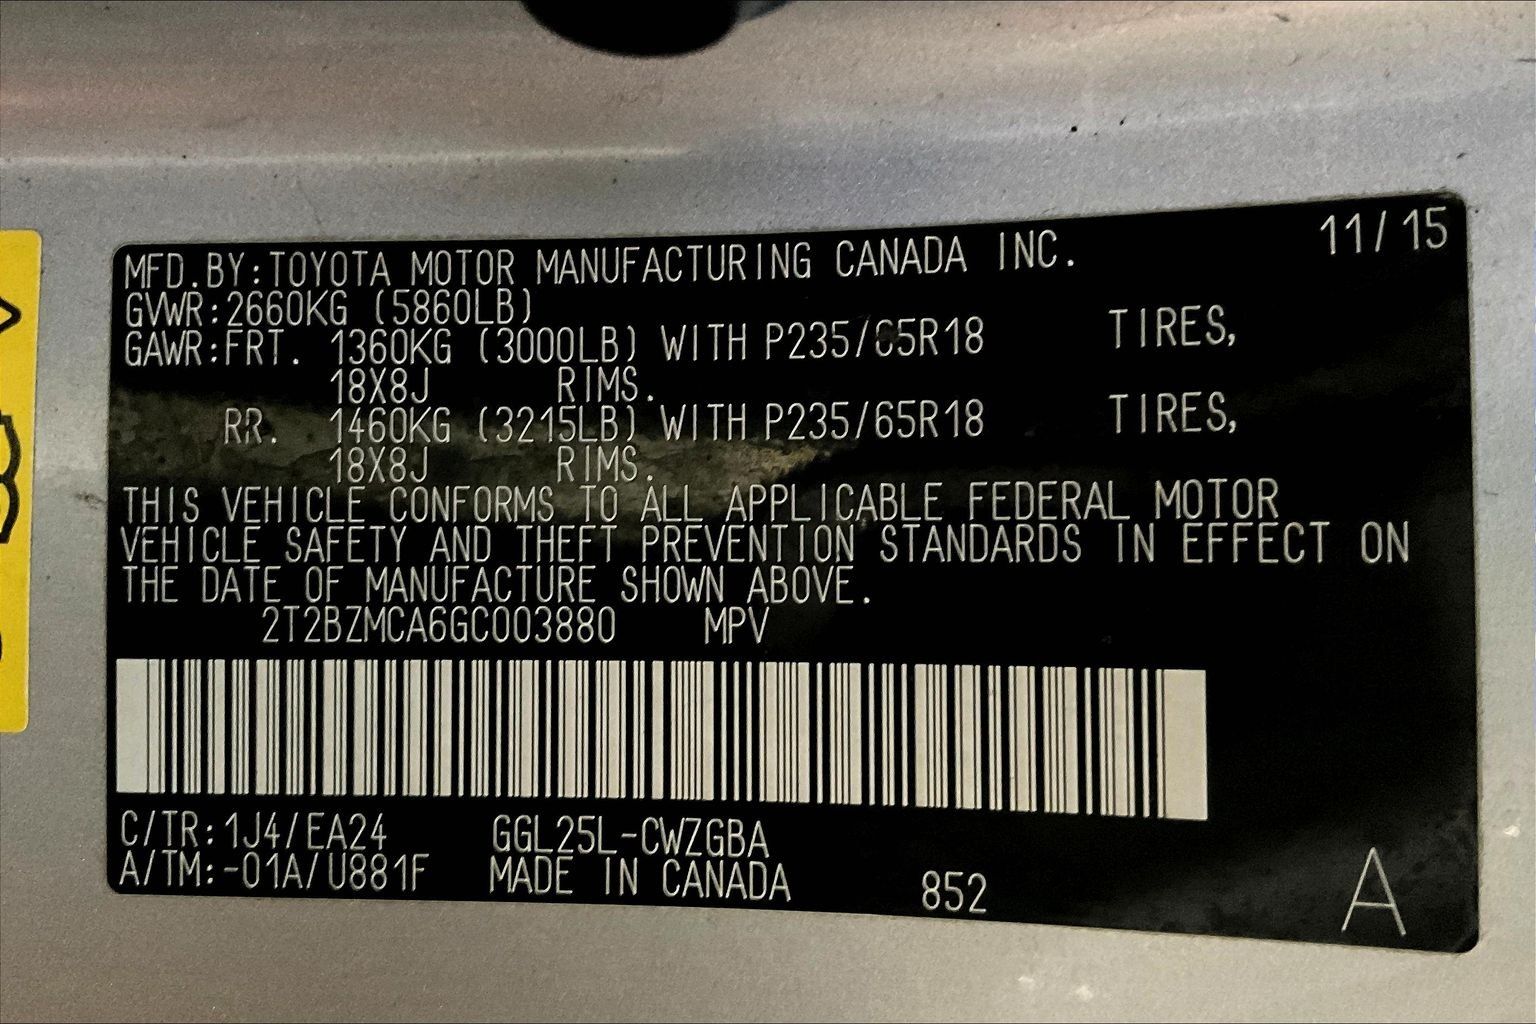 11/15
MFD.BY:TOYOTA MOTOR MANUFACTURING CANADA INC.
GVWR:2660KG (5860LB)
GAWR:FRT. 1360KG (3000LB) WITH P235/65R18 TIRES,
18X8J RIMS.
RR. 1460KG (3215LB) WITH P235/65R18 TIRES,
18X8J RIMS.
THIS VEHICLE CONFORMS TO ALL APPLICABLE FEDERAL MOTOR
VEHICLE SAFETY AND THEFT PREVENTION STANDARDS IN EFFECT ON
THE DATE OF MANUFACTURE SHOWN ABOVE.
2T2BZMCA6GC003880 MPV
C/TR:1J4/EA24 GGL25L-CWZGBA
A/TM:-01A/U881F MADE IN CANADA 852 A